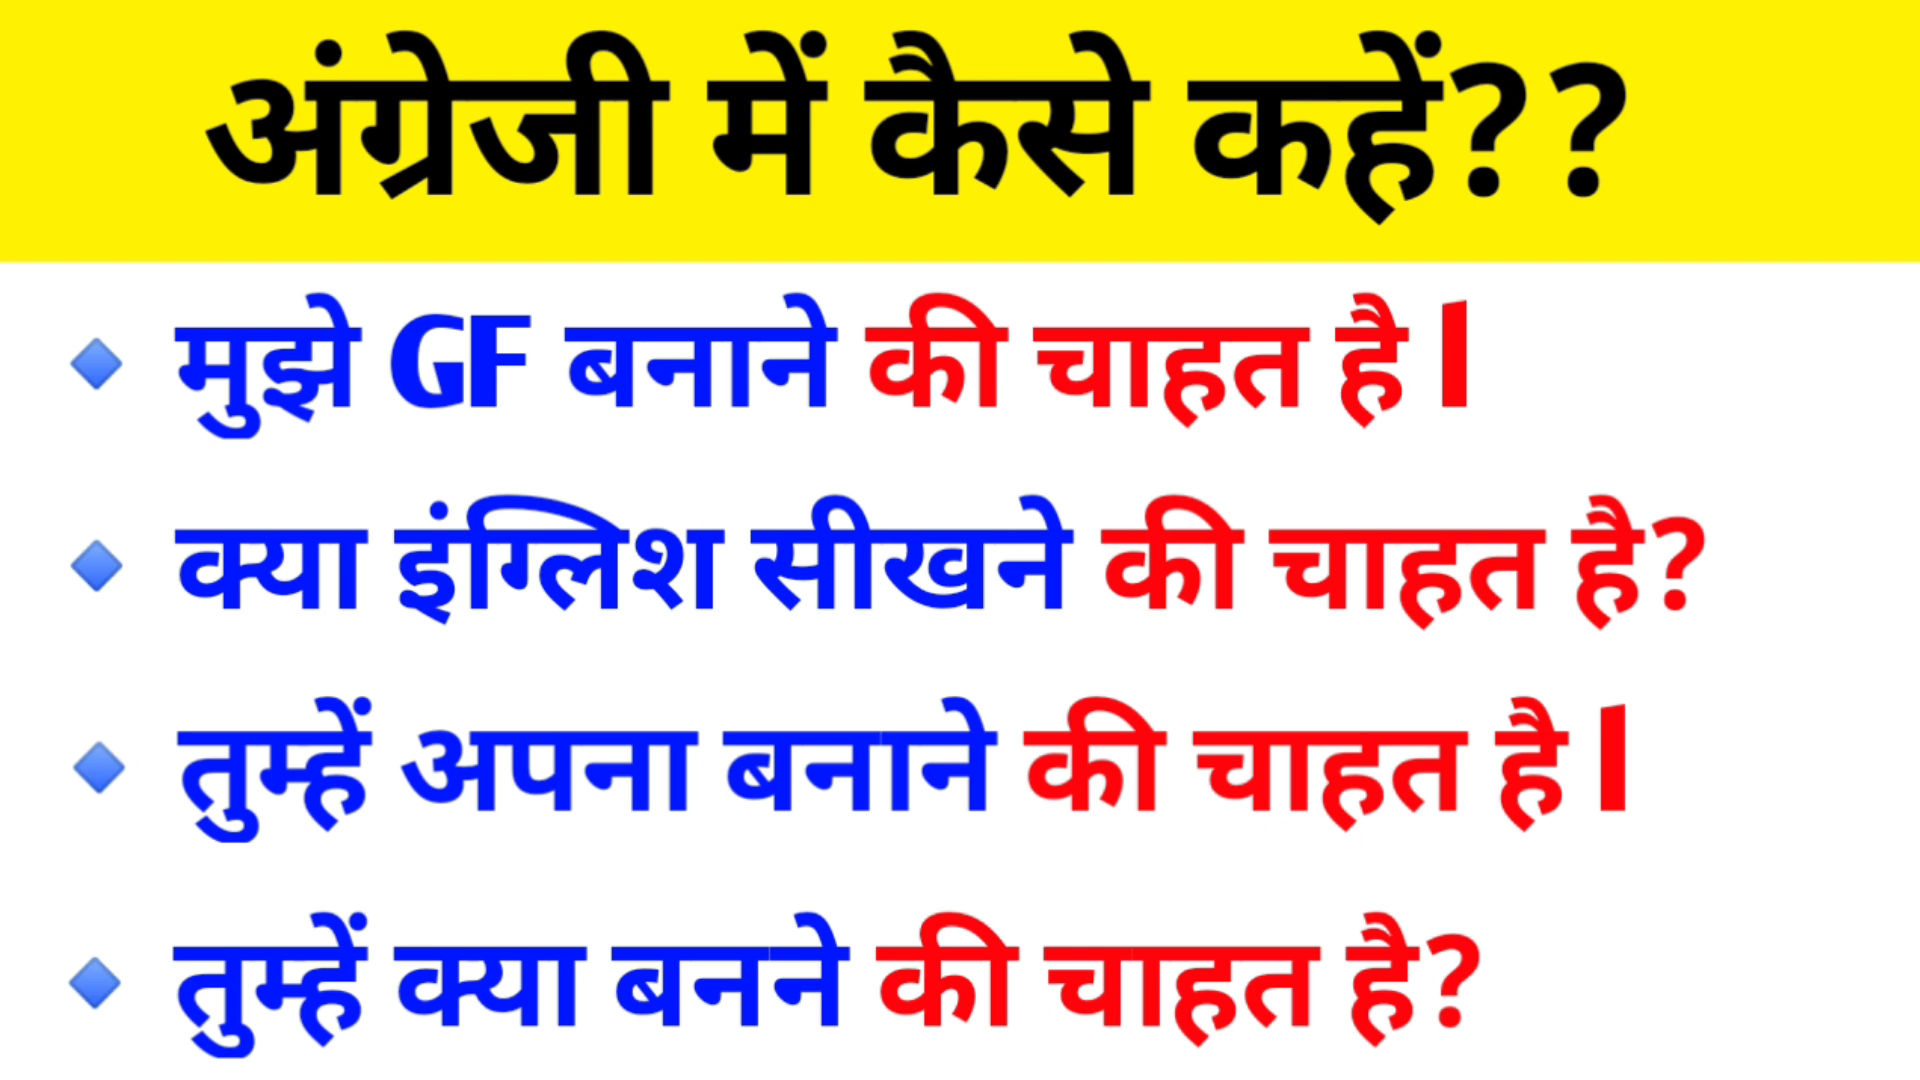 अंग्रेजी में कैसे कहें??
मुझे GF बनाने की चाहत है।
क्या इंग्लिश सीखने की चाहत है?
तुम्हें अपना बनाने की चाहत है।
तुम्हें क्या बनने की चाहत है?